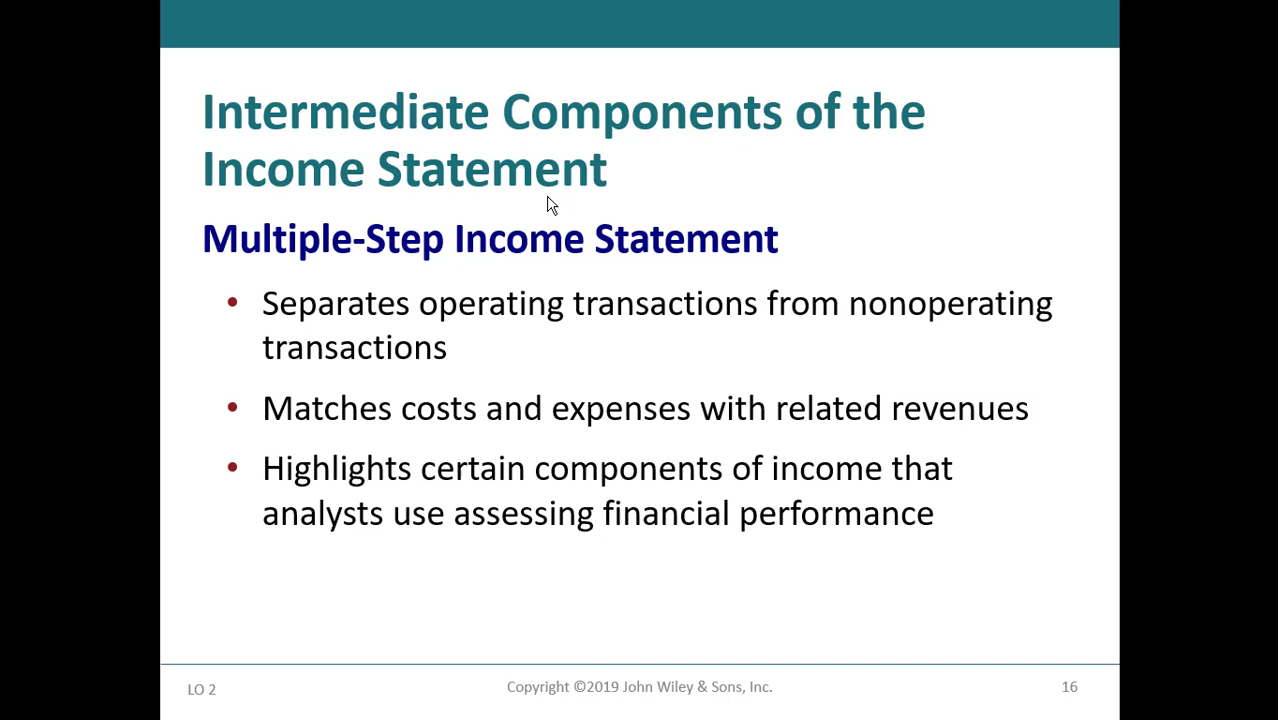 Intermediate Components of the
Income Statement
Multiple-Step Income Statement
• Separates operating transactions from nonoperating
transactions
• Matches costs and expenses with related revenues
• Highlights certain components of income that
analysts use assessing financial performance
LO 2
Copyright ©2019 John Wiley & Sons, Inc.
16